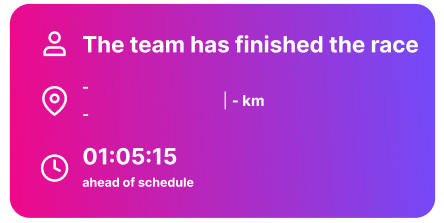 The team has finished the race
-
| - km
-
01:05:15
ahead of schedule